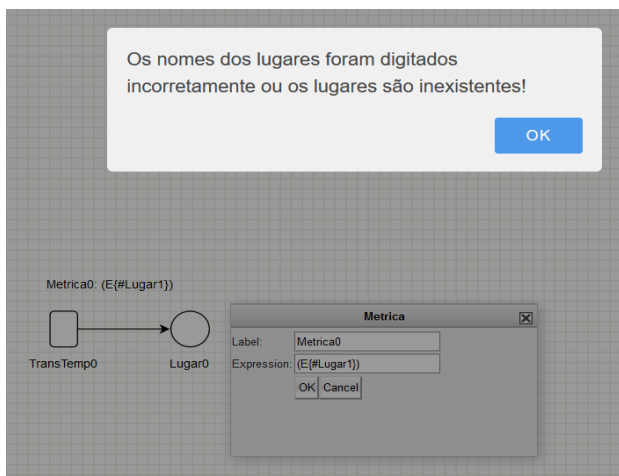 Os nomes dos lugares foram digitados
incorretamente ou os lugares são inexistentes!
OK
Metrica0: (E{#Lugar1})
TransTemp0
Lugar0
Metrica
Label: Metrica0
Expression: (E{#Lugar1})
OK Cancel